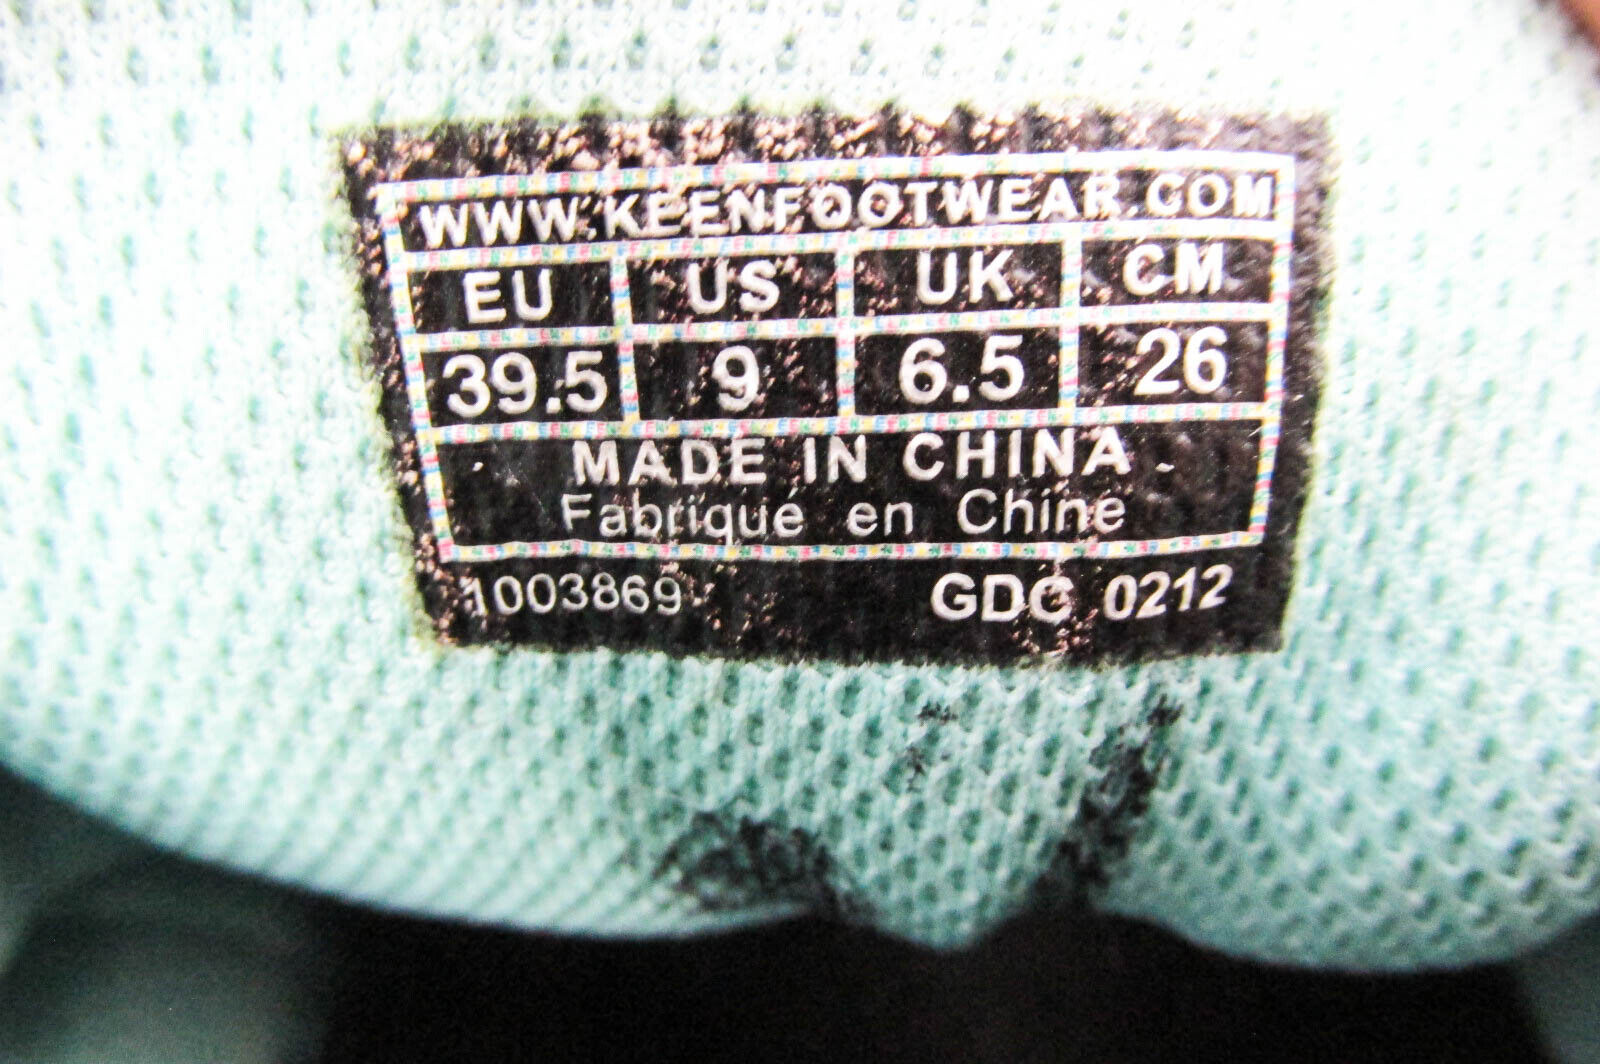 WWW.KEENFOOTWEAR.COM
EU US UK CM
39.5 9 6.5 26
MADE IN CHINA
Fabriqué en Chine
1003869 GDC 0212